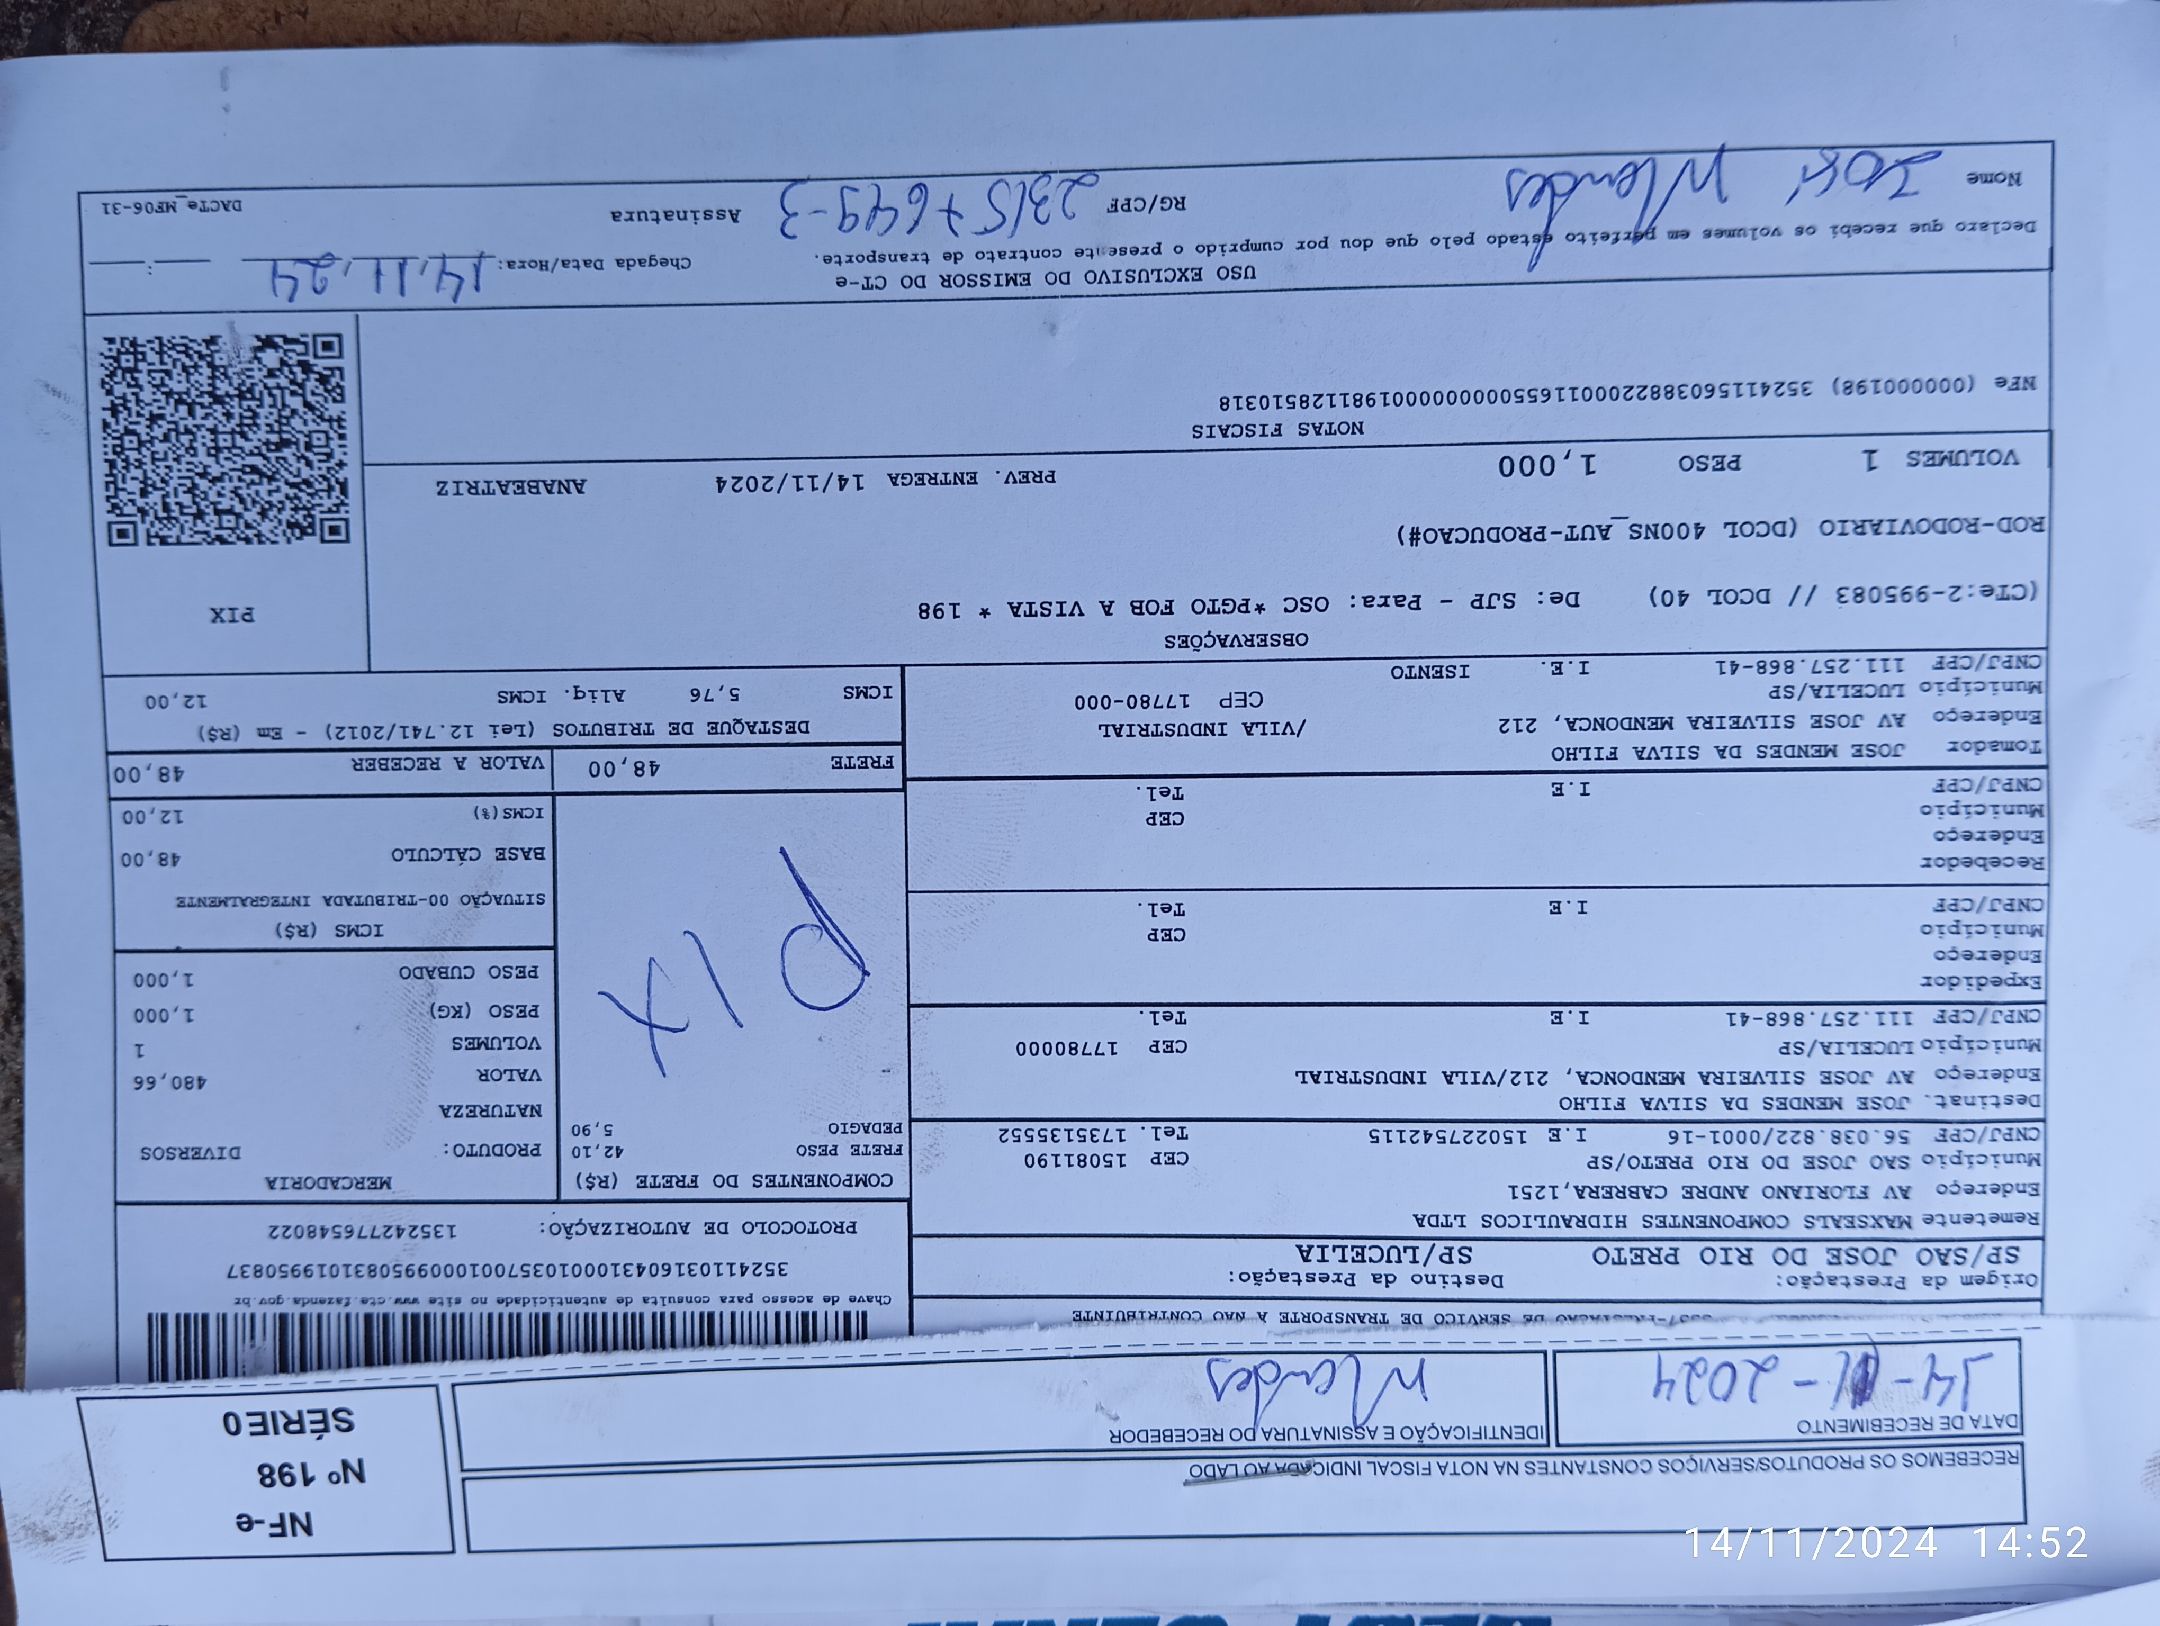 NF-e
Nº 198
SÉRIE0
RECEBEMOS OS PRODUTOS/SERVIÇOS CONSTANTES NA NOTA FISCAL INDICADA AO LADO
DATA DE RECEBIMENTO
14-11-2024
IDENTIFICAÇÃO E ASSINATURA DO RECEBEDOR
Mendes
DE SERVICO DE TRANSPORTE A NAO CONTRIBUINTE
Origem da Prestação: Destino da Prestação:
SP/SAO JOSE DO RIO PRETO SP/LUCELIA
Chave de acesso para consulta de autenticidade no site www.cte.fazenda.gov.br
35241103160431000103570010009950831019950837
PROTOCOLO DE AUTORIZAÇÃO: 135242776548022
Remetente MAXSEALS COMPONENTES HIDRAULICOS LTDA
Endereço AV FLORIANO ANDRE CABRERA,1251
Município SAO JOSE DO RIO PRETO/SP CEP 15081190
CNPJ/CPF 56.038.822/0001-16 I.E 150227542115 Tel. 1735135552
Destinat. JOSE MENDES DA SILVA FILHO
Endereço AV JOSE SILVEIRA MENDONCA, 212/VILA INDUSTRIAL
Município LUCELIA/SP CEP 17780000
CNPJ/CPF 111.257.868-41 I.E Tel.
Expedidor
Endereço
Município CEP
CNPJ/CPF I.E Tel.
Recebedor
Endereço
Município CEP
CNPJ/CPF I.E Tel.
Tomador JOSE MENDES DA SILVA FILHO
Endereço AV JOSE SILVEIRA MENDONCA, 212 /VILA INDUSTRIAL
Município LUCELIA/SP CEP 17780-000
CNPJ/CPF 111.257.868-41 I.E. ISENTO
COMPONENTES DO FRETE (R$)
FRETE PESO 42,10
PEDAGIO 5,90
PIX
MERCADORIA
PRODUTO: DIVERSOS
NATUREZA
VALOR 480,66
VOLUMES 1
PESO (KG) 1,000
PESO CUBADO 1,000
ICMS (R$)
SITUAÇÃO 00-TRIBUTADA INTEGRALMENTE
BASE CÁLCULO 48,00
ICMS(%) 12,00
FRETE 48,00 VALOR A RECEBER 48,00
DESTAQUE DE TRIBUTOS (Lei 12.741/2012) - Em (R$)
ICMS 5,76 Aliq. ICMS 12,00
OBSERVAÇÕES
(CTe:2-995083 // DCOL 40) De: SJP - Para: OSC *PGTO FOB A VISTA * 198
ROD-RODOVIARIO (DCOL 400NS_AUT-PRODUCAO#)
VOLUMES 1 PESO 1,000 PREV. ENTREGA 14/11/2024 ANABEATRIZ
PIX
NOTAS FISCAIS
NFe (00000198) 35241156038822000116550000000001981128510318
USO EXCLUSIVO DO EMISSOR DO CT-e
Declaro que recebi os volumes em perfeito estado pelo que dou por cumprido o presente contrato de transporte.
Chegada Data/Hora: 14,11,24 __:__
Nome José Mendes RG/CPF Assinatura
DACTe_MF06-31
14/11/2024 14:52